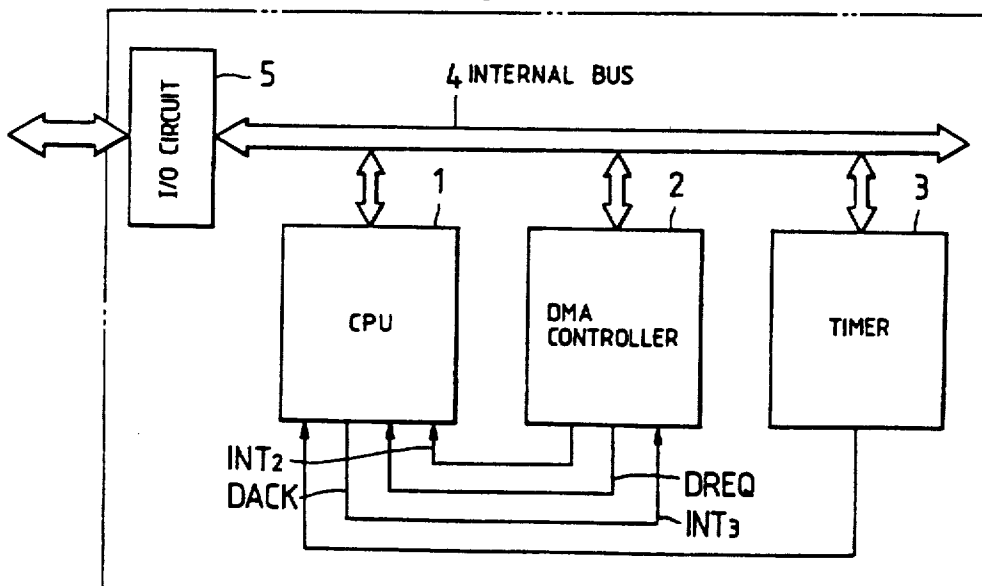 5
I/O CIRCUIT
4 INTERNAL BUS
1
2
3
CPU
DMA
CONTROLLER
TIMER
INT2
DACK
DREQ
INT3